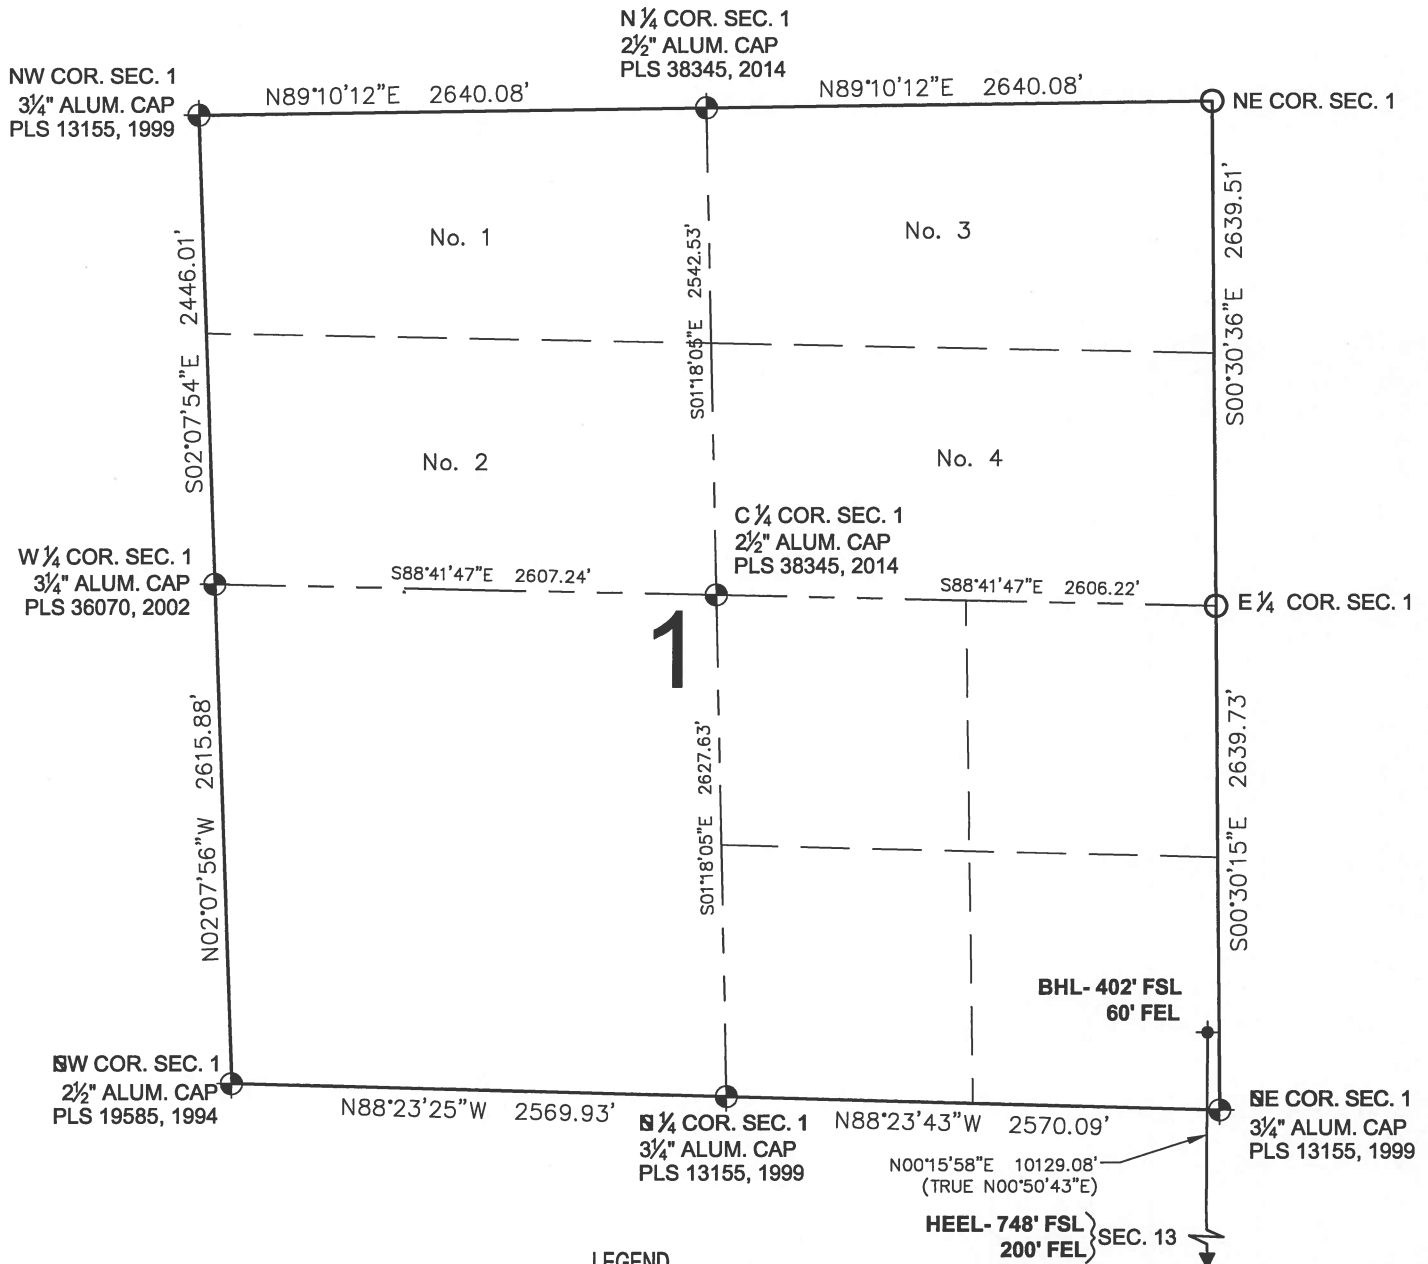 N ¼ COR. SEC. 1
2½" ALUM. CAP
PLS 38345, 2014
NW COR. SEC. 1
3¼" ALUM. CAP
PLS 13155, 1999
N89°10'12"E 2640.08'
N89°10'12"E 2640.08'
NE COR. SEC. 1
S02°07'54"E 2446.01'
No. 1
S01°18'05"E 2542.53'
No. 3
S00°30'36"E 2639.51'
No. 2
No. 4
C ¼ COR. SEC. 1
2½" ALUM. CAP
PLS 38345, 2014
W ¼ COR. SEC. 1
3¼" ALUM. CAP
PLS 36070, 2002
S88°41'47"E 2607.24'
S88°41'47"E 2606.22'
E ¼ COR. SEC. 1
1
N02°07'56"W 2615.88'
S01°18'05"E 2627.63'
S00°30'15"E 2639.73'
BHL- 402' FSL
60' FEL
SW COR. SEC. 1
2½" ALUM. CAP
PLS 19585, 1994
N88°23'25"W 2569.93'
S ¼ COR. SEC. 1
3¼" ALUM. CAP
PLS 13155, 1999
N88°23'43"W 2570.09'
SE COR. SEC. 1
3¼" ALUM. CAP
PLS 13155, 1999
N00°15'58"E 10129.08'
(TRUE N00°50'43"E)
HEEL- 748' FSL
200' FEL
SEC. 13
LEGEND